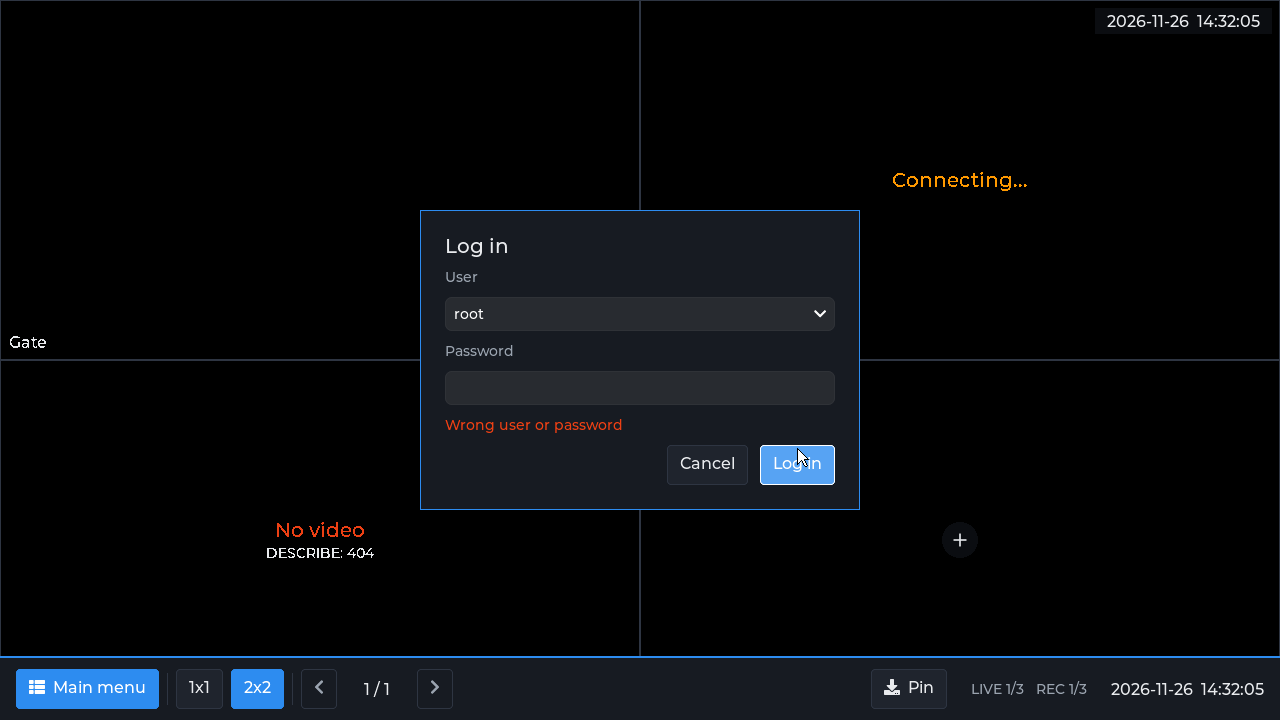 2026-11-26 14:32:05
Connecting...
Log in
User
root
Password
Gate
Wrong user or password
Cancel
Log in
No video
DESCRIBE: 404
+
Main menu
1x1
2x2
1 / 1
Pin
LIVE 1/3
REC 1/3
2026-11-26 14:32:05